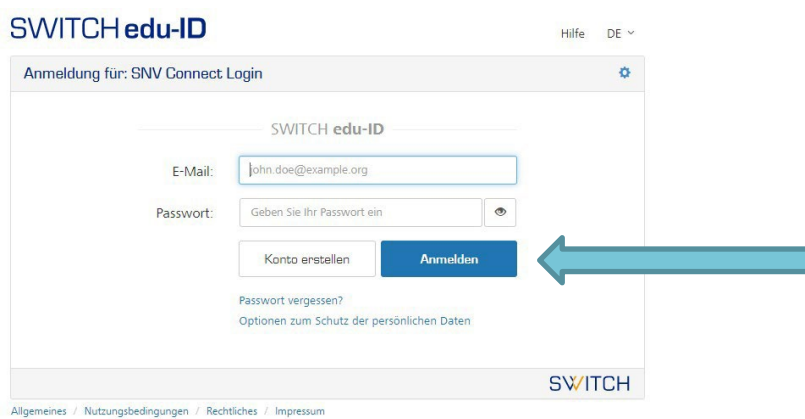 SWITCH edu-ID
Hilfe DE
Anmeldung für: SNV Connect Login
SWITCH edu-ID
E-Mail: john.doe@example.org
Passwort: Geben Sie Ihr Passwort ein
Konto erstellen Anmelden
Passwort vergessen?
Optionen zum Schutz der persönlichen Daten
SWITCH
Allgemeines / Nutzungsbedingungen / Rechtliches / Impressum